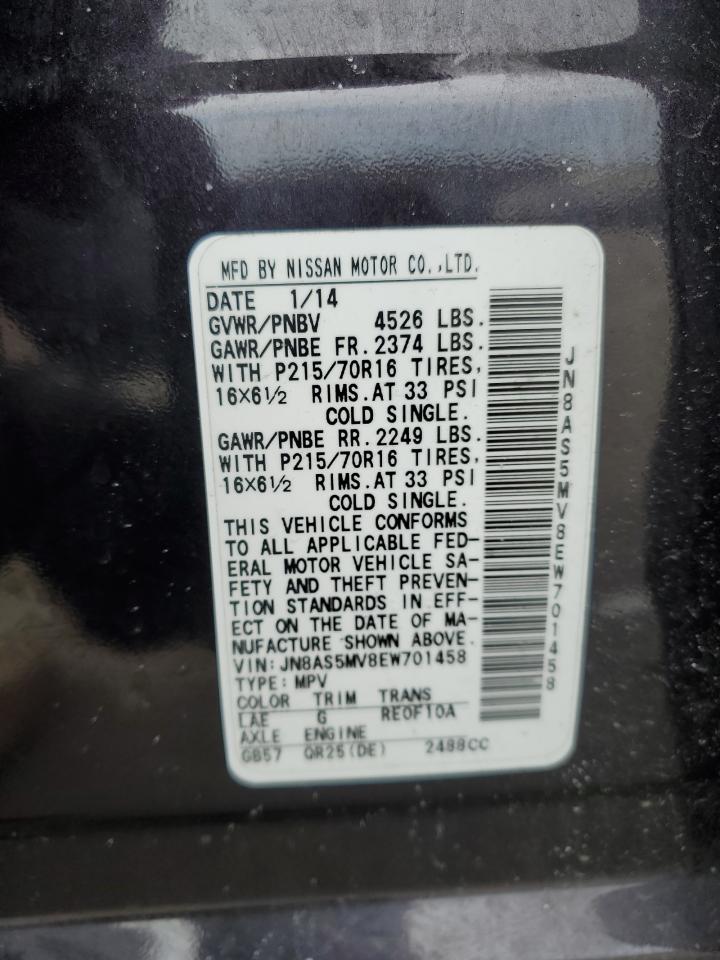 MFD BY NISSAN MOTOR CO.,LTD.
DATE 1/14
GVWR/PNBV 4526 LBS.
GAWR/PNBE FR.2374 LBS.
WITH P215/70R16 TIRES,
16×6½ RIMS.AT 33 PSI
COLD SINGLE.
GAWR/PNBE RR.2249 LBS.
WITH P215/70R16 TIRES,
16×6½ RIMS.AT 33 PSI
COLD SINGLE.
THIS VEHICLE CONFORMS
TO ALL APPLICABLE FED-
ERAL MOTOR VEHICLE SA-
FETY AND THEFT PREVEN-
TION STANDARDS IN EFF-
ECT ON THE DATE OF MA-
NUFACTURE SHOWN ABOVE.
VIN: JN8AS5MV8EW701458
TYPE: MPV
COLOR TRIM TRANS
LAE G RE0F10A
AXLE ENGINE
GB57 QR25(DE) 2488CC
JN8AS5MV8EW701458